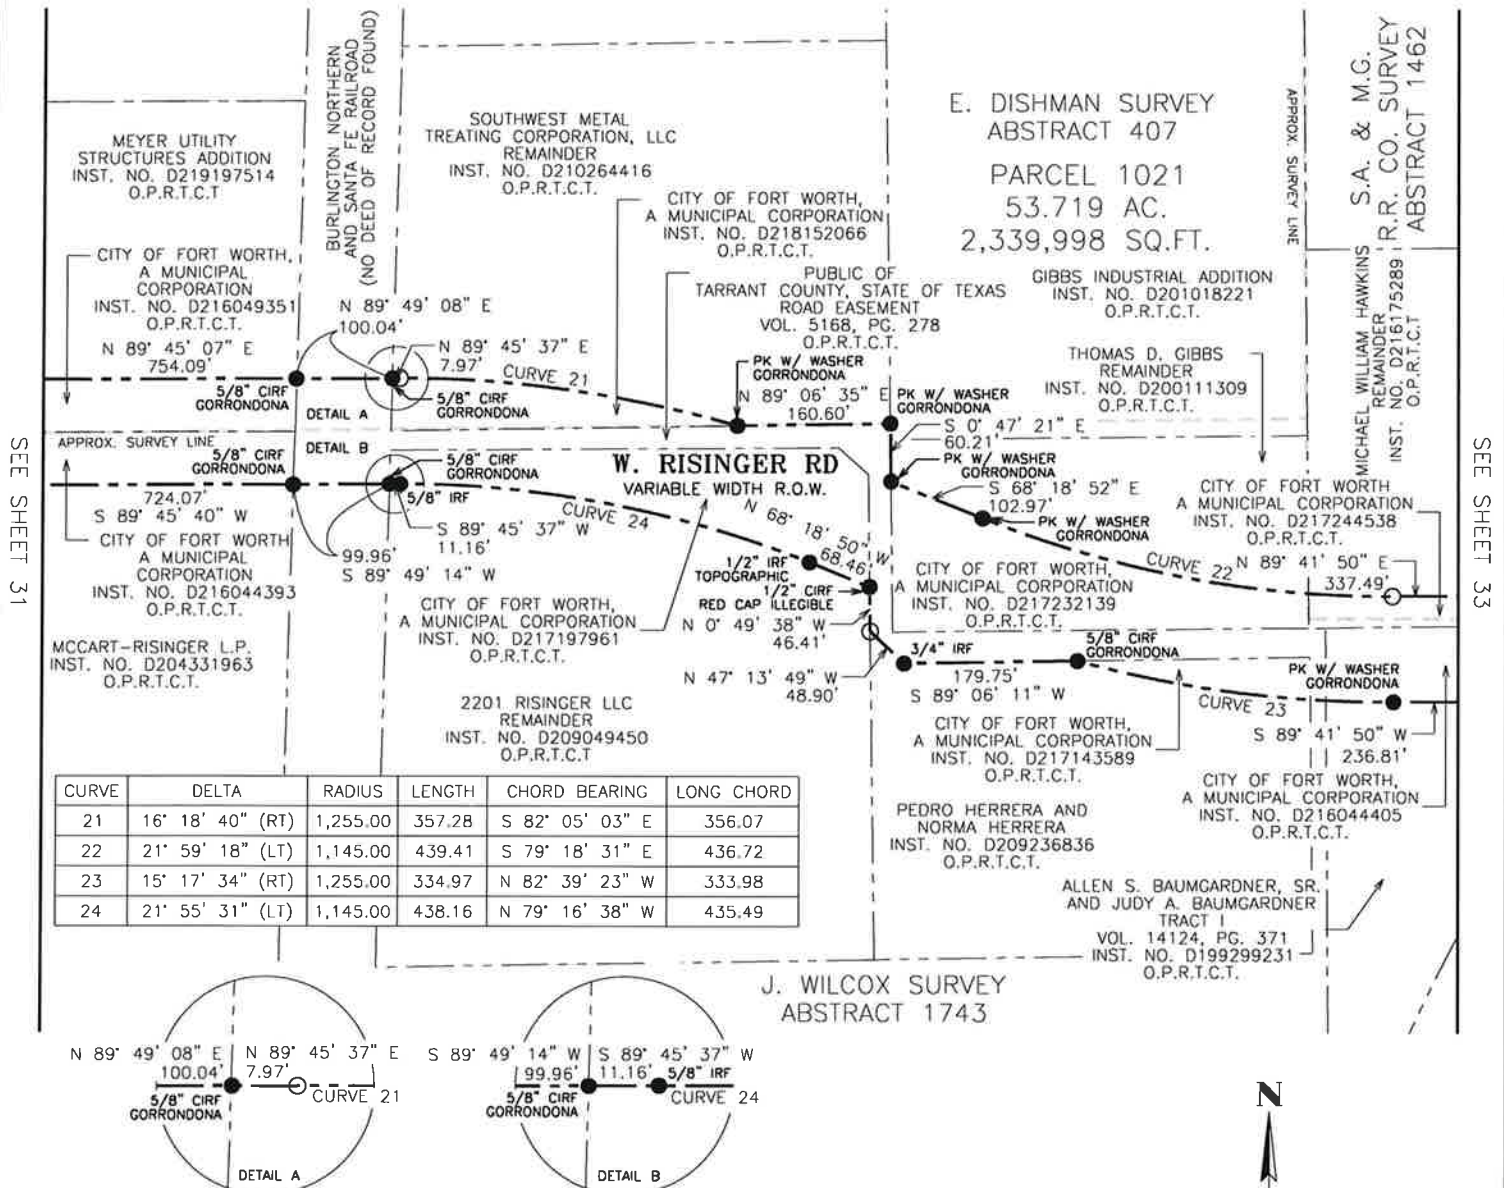 BURLINGTON NORTHERN
AND SANTA FE RAILROAD
(NO DEED OF RECORD FOUND)
MEYER UTILITY
STRUCTURES ADDITION
INST. NO. D219197514
O.P.R.T.C.T
SOUTHWEST METAL
TREATING CORPORATION, LLC
REMAINDER
INST. NO. D210264416
O.P.R.T.C.T.
E. DISHMAN SURVEY
ABSTRACT 407
PARCEL 1021
53.719 AC.
2,339,998 SQ.FT.
APPROX. SURVEY LINE
S.A. & M.G.
R.R. CO. SURVEY
ABSTRACT 1462
CITY OF FORT WORTH,
A MUNICIPAL CORPORATION
INST. NO. D218152066
O.P.R.T.C.T.
CITY OF FORT WORTH,
A MUNICIPAL
CORPORATION
INST. NO. D216049351
O.P.R.T.C.T.
PUBLIC OF
TARRANT COUNTY, STATE OF TEXAS
ROAD EASEMENT
VOL. 5168, PG. 278
O.P.R.T.C.T.
GIBBS INDUSTRIAL ADDITION
INST. NO. D201018221
O.P.R.T.C.T.
MICHAEL WILLIAM HAWKINS
REMAINDER
INST. NO. D216175289
O.P.R.T.C.T
N 89° 49' 08" E
100.04'
N 89° 45' 07" E
754.09'
N 89° 45' 37" E
7.97'
CURVE 21
5/8" CIRF
GORRONDONA
DETAIL A
5/8" CIRF
GORRONDONA
PK W/ WASHER
GORRONDONA
N 89° 06' 35" E
160.60'
PK W/ WASHER
GORRONDONA
THOMAS D. GIBBS
REMAINDER
INST. NO. D200111309
O.P.R.T.C.T.
S 0° 47' 21" E
60.21'
APPROX. SURVEY LINE
5/8" CIRF
GORRONDONA
DETAIL B
5/8" CIRF
GORRONDONA
5/8" IRF
W. RISINGER RD
VARIABLE WIDTH R.O.W.
PK W/ WASHER
GORRONDONA
S 68° 18' 52" E
102.97'
PK W/ WASHER
GORRONDONA
CITY OF FORT WORTH
A MUNICIPAL CORPORATION
INST. NO. D217244538
O.P.R.T.C.T.
SEE SHEET 31
SEE SHEET 33
724.07'
S 89° 45' 40" W
CITY OF FORT WORTH
A MUNICIPAL
CORPORATION
INST. NO. D216044393
O.P.R.T.C.T.
S 89° 45' 37" W
11.16'
99.96'
S 89° 49' 14" W
CURVE 24
N 68° 18' 50" W
68.46'
1/2" IRF
TOPOGRAPHIC
1/2" CIRF
RED CAP ILLEGIBLE
CURVE 22
N 89° 41' 50" E
337.49'
CITY OF FORT WORTH,
A MUNICIPAL CORPORATION
INST. NO. D217232139
O.P.R.T.C.T.
CITY OF FORT WORTH,
A MUNICIPAL CORPORATION
INST. NO. D217197961
O.P.R.T.C.T.
N 0° 49' 38" W
46.41'
N 47° 13' 49" W
48.90'
3/4" IRF
179.75'
S 89° 06' 11" W
5/8" CIRF
GORRONDONA
PK W/ WASHER
GORRONDONA
CURVE 23
S 89° 41' 50" W
236.81'
MCCART-RISINGER L.P.
INST. NO. D204331963
O.P.R.T.C.T.
2201 RISINGER LLC
REMAINDER
INST. NO. D209049450
O.P.R.T.C.T
CITY OF FORT WORTH,
A MUNICIPAL CORPORATION
INST. NO. D217143589
O.P.R.T.C.T.
CITY OF FORT WORTH,
A MUNICIPAL CORPORATION
INST. NO. D216044405
O.P.R.T.C.T.
CURVE DELTA RADIUS LENGTH CHORD BEARING LONG CHORD
21 16° 18' 40" (RT) 1,255.00 357.28 S 82° 05' 03" E 356.07
22 21° 59' 18" (LT) 1,145.00 439.41 S 79° 18' 31" E 436.72
23 15° 17' 34" (RT) 1,255.00 334.97 N 82° 39' 23" W 333.98
24 21° 55' 31" (LT) 1,145.00 438.16 N 79° 16' 38" W 435.49
PEDRO HERRERA AND
NORMA HERRERA
INST. NO. D209236836
O.P.R.T.C.T.
ALLEN S. BAUMGARDNER, SR.
AND JUDY A. BAUMGARDNER
TRACT I
VOL. 14124, PG. 371
INST. NO. D199299231
O.P.R.T.C.T.
J. WILCOX SURVEY
ABSTRACT 1743
N 89° 49' 08" E
100.04'
N 89° 45' 37" E
7.97'
5/8" CIRF
GORRONDONA
CURVE 21
DETAIL A
S 89° 49' 14" W
99.96'
S 89° 45' 37" W
11.16'
5/8" IRF
5/8" CIRF
GORRONDONA
CURVE 24
DETAIL B
N